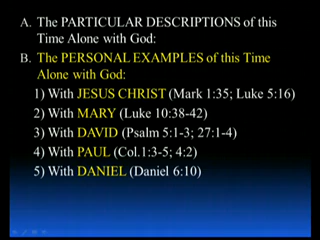 A. The PARTICULAR DESCRIPTIONS of this
Time Alone with God:
B. The PERSONAL EXAMPLES of this Time
Alone with God:
1) With JESUS CHRIST (Mark 1:35; Luke 5:16)
2) With MARY (Luke 10:38-42)
3) With DAVID (Psalm 5:1-3; 27:1-4)
4) With PAUL (Col.1:3-5; 4:2)
5) With DANIEL (Daniel 6:10)